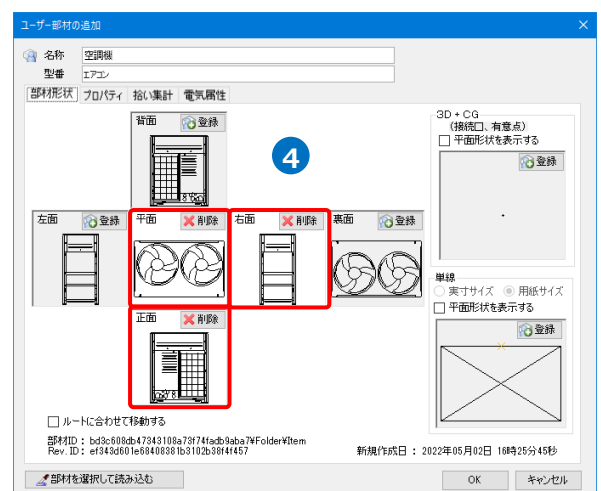 ユーザー部材の追加
名称 空調機
型番 エアコン
部材形状 プロパティ 拾い集計 電気属性
背面 登録
4
3D + CG
(接続口、有意点)
平面形状を表示する
登録
左面 登録
平面 削除
右面 削除
裏面 登録
単線
実寸サイズ 用紙サイズ
平面形状を表示する
登録
正面 削除
ルートに合わせて移動する
部材ID : bd3c608db47343108a73f74fadb9aba7¥Folder¥Item
Rev. ID : ef343d601e68408381b3102b38f4f457
新規作成日 : 2022年05月02日 16時25分45秒
部材を選択して読み込む
OK キャンセル